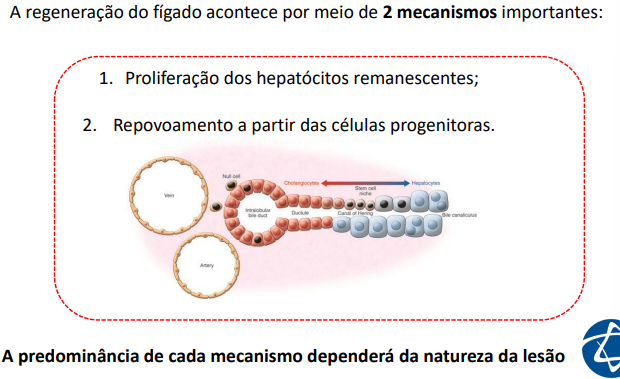 A regeneração do fígado acontece por meio de 2 mecanismos importantes:
1. Proliferação dos hepatócitos remanescentes;
2. Repovoamento a partir das células progenitoras.
Null cell
Cholangiocytes
Stem cell
niche
Hepatocytes
Vein
Intralobular
bile duct
Ductule
Canal of Hering
Bile canaliculus
Artery
A predominância de cada mecanismo dependerá da natureza da lesão